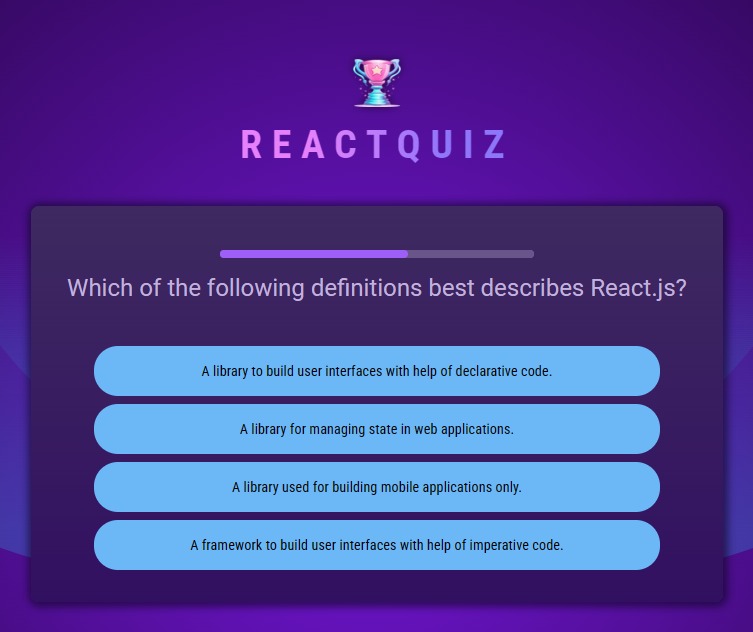 REACTQUIZ
Which of the following definitions best describes React.js?
A library to build user interfaces with help of declarative code.
A library for managing state in web applications.
A library used for building mobile applications only.
A framework to build user interfaces with help of imperative code.